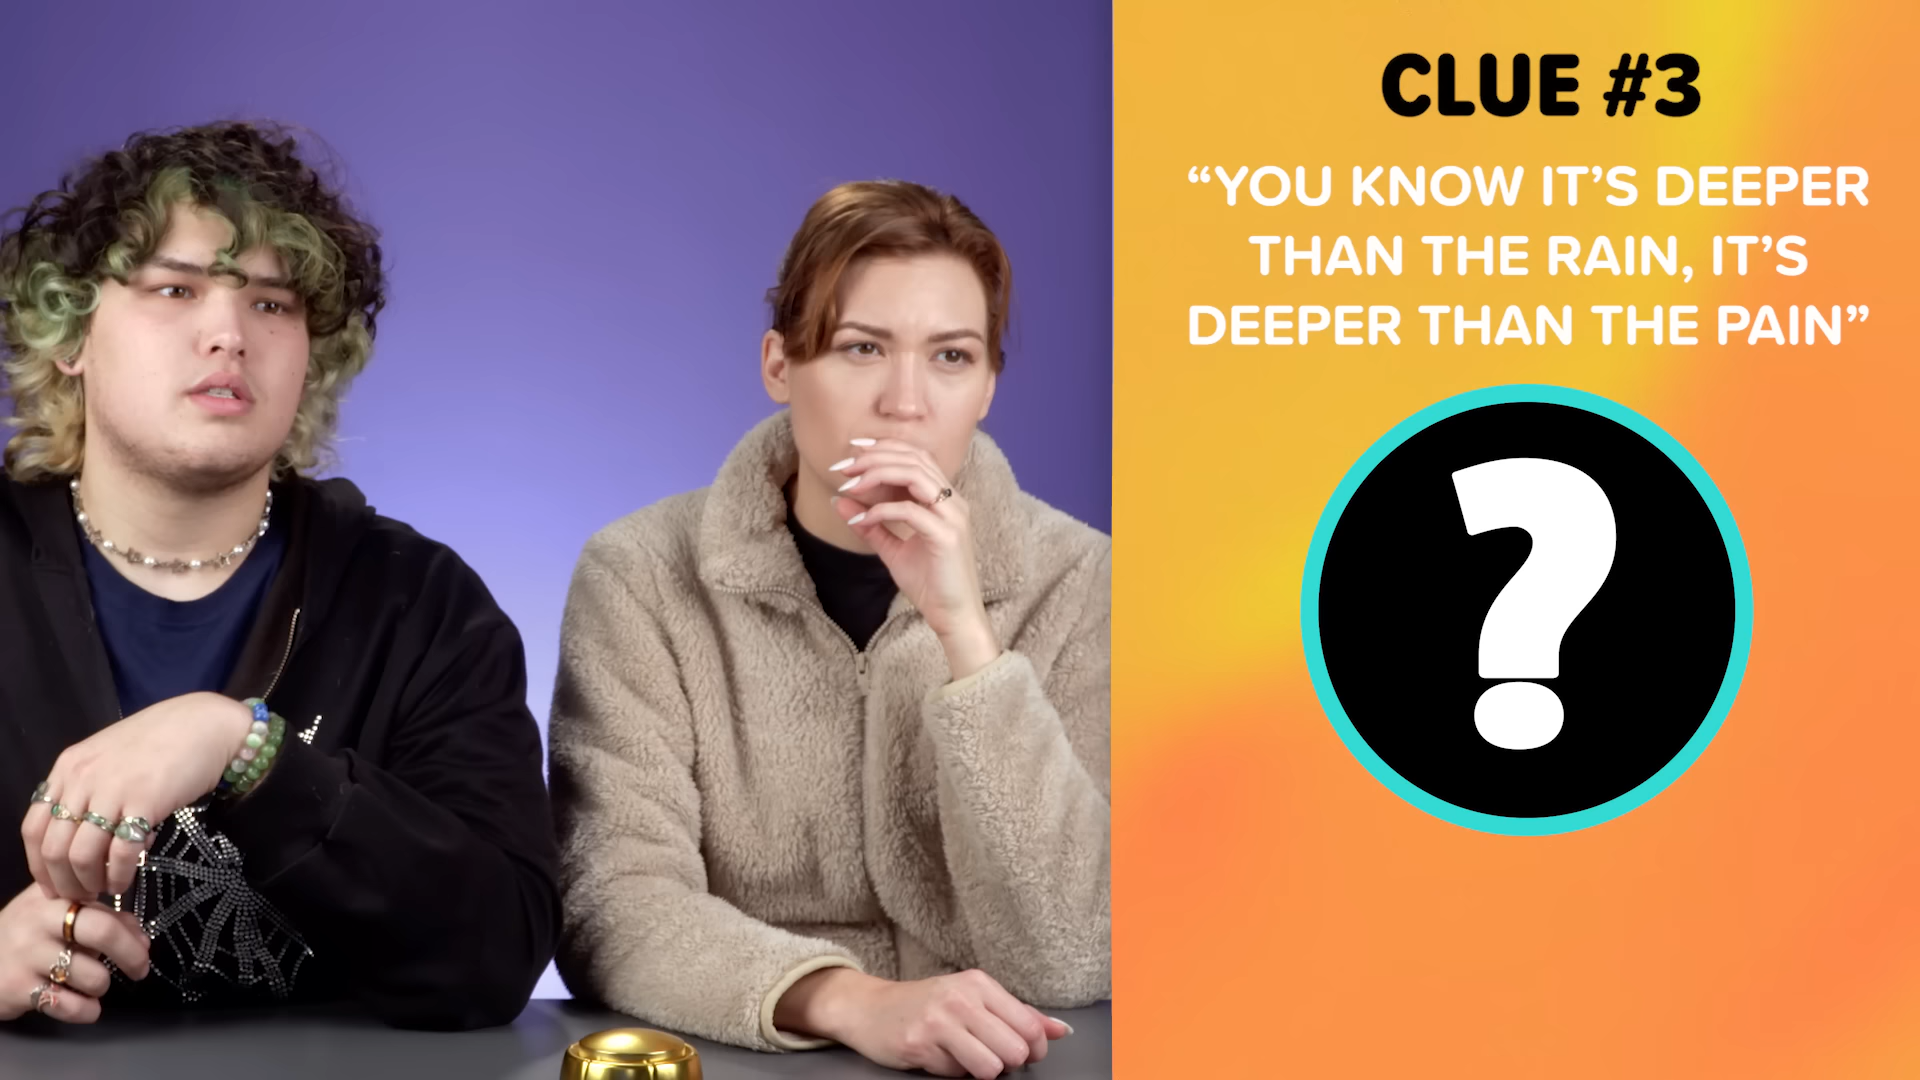 CLUE #3
“YOU KNOW IT’S DEEPER
THAN THE RAIN, IT’S
DEEPER THAN THE PAIN”
?